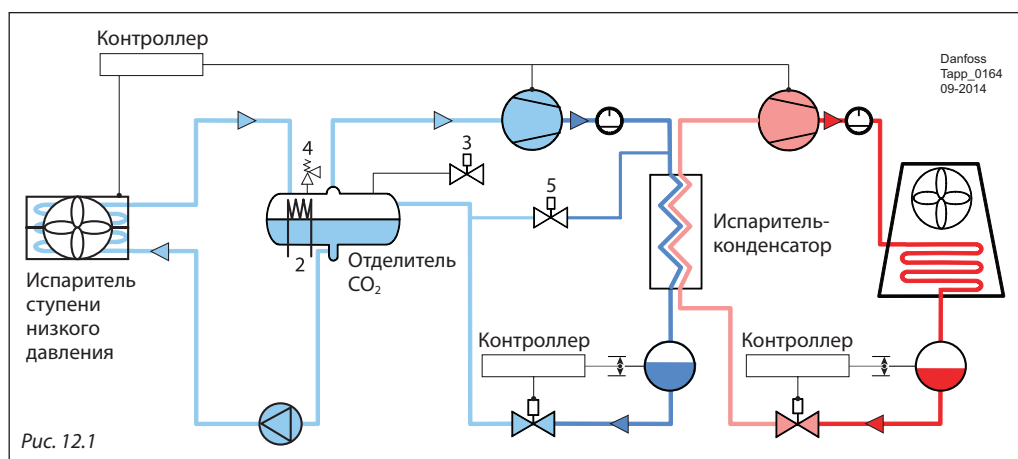 Контроллер
Danfoss
Tapp_0164
09-2014
4
3
5
2
Отделитель
CO₂
Испаритель-
конденсатор
Испаритель
ступени
низкого
давления
Контроллер
Контроллер
Рис. 12.1